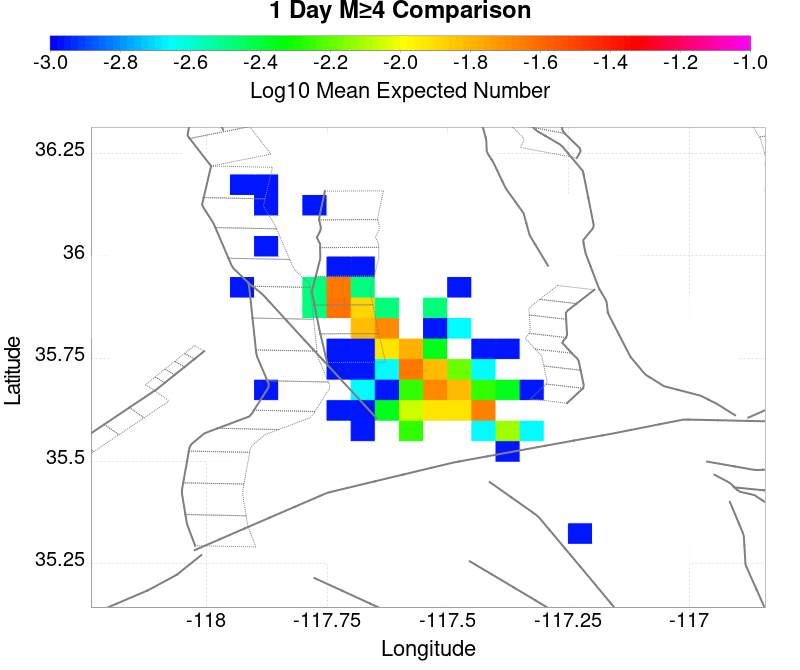 1 Day M≥4 Comparison
-3.0 -2.8 -2.6 -2.4 -2.2 -2.0 -1.8 -1.6 -1.4 -1.2 -1.0
Log10 Mean Expected Number
36.25
36
35.75
35.5
35.25
Latitude
-118 -117.75 -117.5 -117.25 -117
Longitude